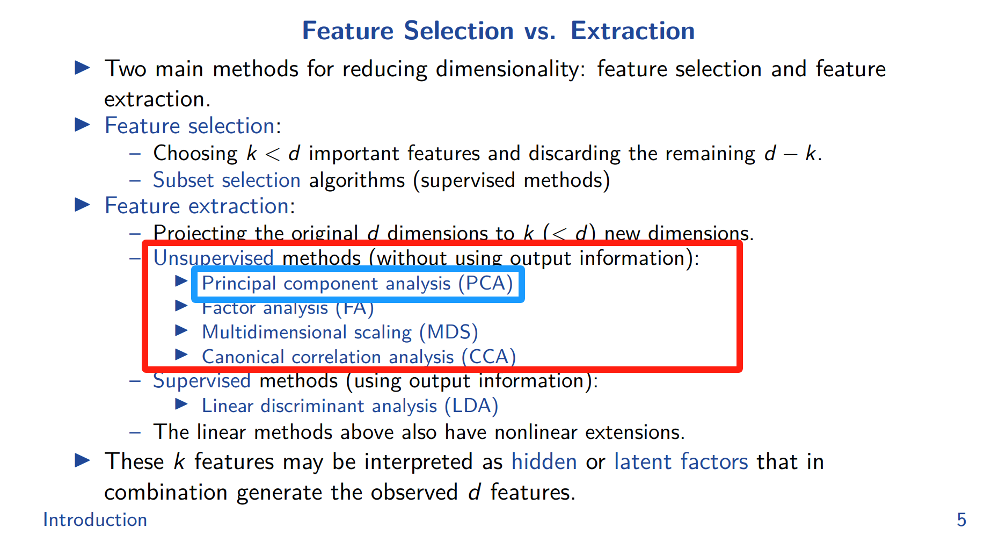 Feature Selection vs. Extraction
▶ Two main methods for reducing dimensionality: feature selection and feature
extraction.
▶ Feature selection:
– Choosing k < d important features and discarding the remaining d − k.
– Subset selection algorithms (supervised methods)
▶ Feature extraction:
– Projecting the original d dimensions to k (< d) new dimensions.
– Unsupervised methods (without using output information):
▶ Principal component analysis (PCA)
▶ Factor analysis (FA)
▶ Multidimensional scaling (MDS)
▶ Canonical correlation analysis (CCA)
– Supervised methods (using output information):
▶ Linear discriminant analysis (LDA)
– The linear methods above also have nonlinear extensions.
▶ These k features may be interpreted as hidden or latent factors that in
combination generate the observed d features.
Introduction 5